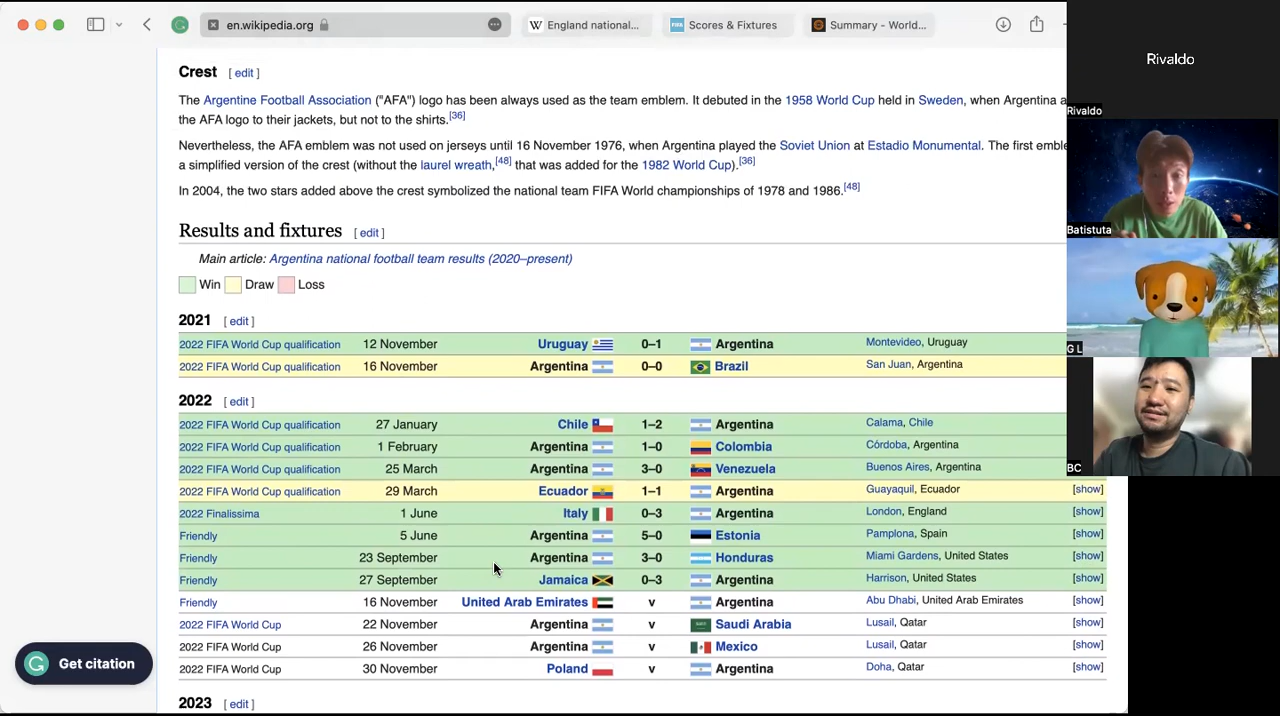 en.wikipedia.org
England national...
Scores & Fixtures
Summary - World...
Crest [ edit ]
The Argentine Football Association ("AFA") logo has been always used as the team emblem. It debuted in the 1958 World Cup held in Sweden, when Argentina a
the AFA logo to their jackets, but not to the shirts.[36]
Nevertheless, the AFA emblem was not used on jerseys until 16 November 1976, when Argentina played the Soviet Union at Estadio Monumental. The first emble
a simplified version of the crest (without the laurel wreath,[48] that was added for the 1982 World Cup).[36]
In 2004, the two stars added above the crest symbolized the national team FIFA World championships of 1978 and 1986.[48]
Results and fixtures [ edit ]
Main article: Argentina national football team results (2020–present)
Win Draw Loss
2021 [ edit ]
2022 FIFA World Cup qualification 12 November Uruguay 0–1 Argentina Montevideo, Uruguay
2022 FIFA World Cup qualification 16 November Argentina 0–0 Brazil San Juan, Argentina
2022 [ edit ]
2022 FIFA World Cup qualification 27 January Chile 1–2 Argentina Calama, Chile
2022 FIFA World Cup qualification 1 February Argentina 1–0 Colombia Córdoba, Argentina
2022 FIFA World Cup qualification 25 March Argentina 3–0 Venezuela Buenos Aires, Argentina
2022 FIFA World Cup qualification 29 March Ecuador 1–1 Argentina Guayaquil, Ecuador [show]
2022 Finalissima 1 June Italy 0–3 Argentina London, England [show]
Friendly 5 June Argentina 5–0 Estonia Pamplona, Spain [show]
Friendly 23 September Argentina 3–0 Honduras Miami Gardens, United States [show]
Friendly 27 September Jamaica 0–3 Argentina Harrison, United States [show]
Friendly 16 November United Arab Emirates v Argentina Abu Dhabi, United Arab Emirates [show]
2022 FIFA World Cup 22 November Argentina v Saudi Arabia Lusail, Qatar [show]
2022 FIFA World Cup 26 November Argentina v Mexico Lusail, Qatar [show]
2022 FIFA World Cup 30 November Poland v Argentina Doha, Qatar [show]
2023 [ edit ]
Get citation
Rivaldo
Rivaldo
Batistuta
G L
BC